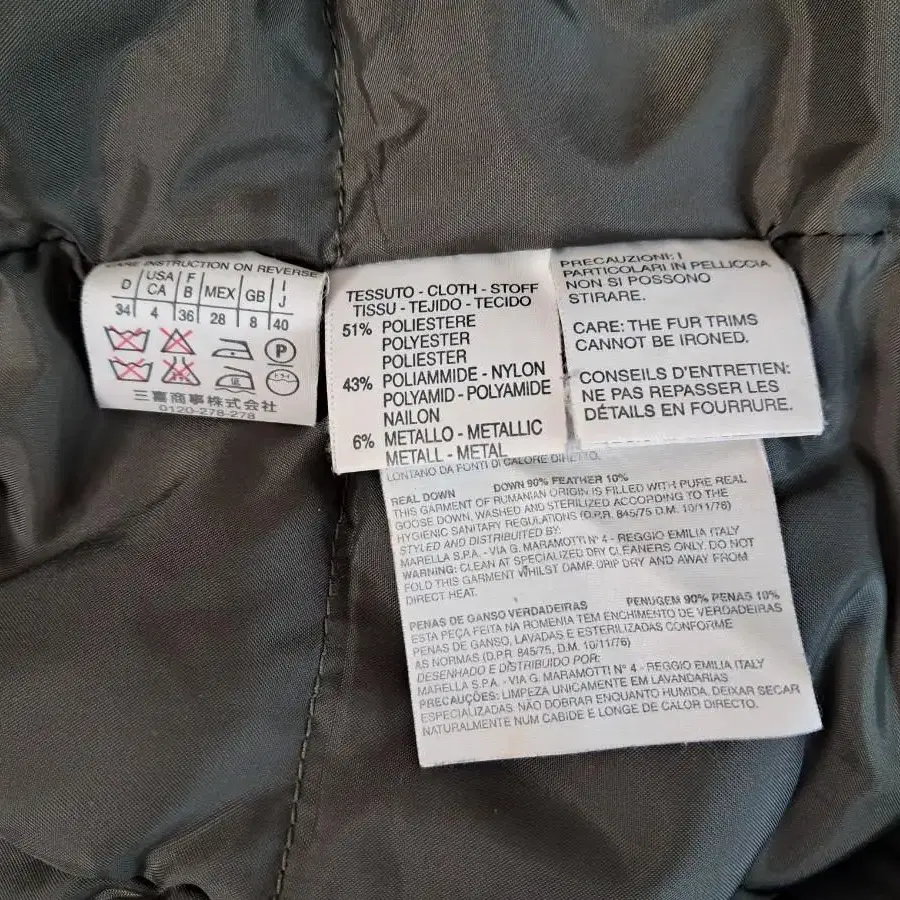 CARE INSTRUCTION ON REVERSE
D USA CA F B MEX GB I J
34 4 36 28 8 40
P
ドライ
三喜商事株式会社
0120-278-278
TESSUTO - CLOTH - STOFF
TISSU - TEJIDO - TECIDO
51% POLIESTERE
POLYESTER
POLIESTER
43% POLIAMMIDE - NYLON
POLYAMID - POLYAMIDE
NAILON
6% METALLO - METALLIC
METALL - METAL
PRECAUZIONI: I
PARTICOLARI IN PELLICCIA
NON SI POSSONO
STIRARE.
CARE: THE FUR TRIMS
CANNOT BE IRONED.
CONSEILS D'ENTRETIEN:
NE PAS REPASSER LES
DÉTAILS EN FOURRURE.
LONTANO DA FONTI DI CALORE DIRETTO.
REAL DOWN DOWN 90% FEATHER 10%
THIS GARMENT OF RUMANIAN ORIGIN IS FILLED WITH PURE REAL
GOOSE DOWN, WASHED AND STERILIZED ACCORDING TO THE
HYGIENIC SANITARY REGULATIONS (D.P.R. 845/75 D.M. 10/11/76)
STYLED AND DISTRIBUTED BY:
MARELLA S.P.A. - VIA G. MARAMOTTI N° 4 - REGGIO EMILIA ITALY
WARNING: CLEAN AT SPECIALIZED DRY CLEANERS ONLY. DO NOT
FOLD THIS GARMENT WHILST DAMP. DRIP DRY AND AWAY FROM
DIRECT HEAT.
PENAS DE GANSO VERDADEIRAS PENUGEM 90% PENAS 10%
ESTA PEÇA FEITA NA ROMENIA TEM ENCHIMENTO DE VERDADEIRAS
PENAS DE GANSO, LAVADAS E ESTERILIZADAS CONFORME
AS NORMAS (D.P.R. 845/75, D.M. 10/11/76)
DESENHADO E DISTRIBUIDO POR:
MARELLA S.P.A. - VIA G. MARAMOTTI N° 4 - REGGIO EMILIA ITALY
PRECAUÇÕES: LIMPEZA UNICAMENTE EM LAVANDARIAS
ESPECIALIZADAS. NÃO DOBRAR ENQUANTO HUMIDA. DEIXAR SECAR
NATURALMENTE NUM CABIDE E LONGE DE CALOR DIRECTO.